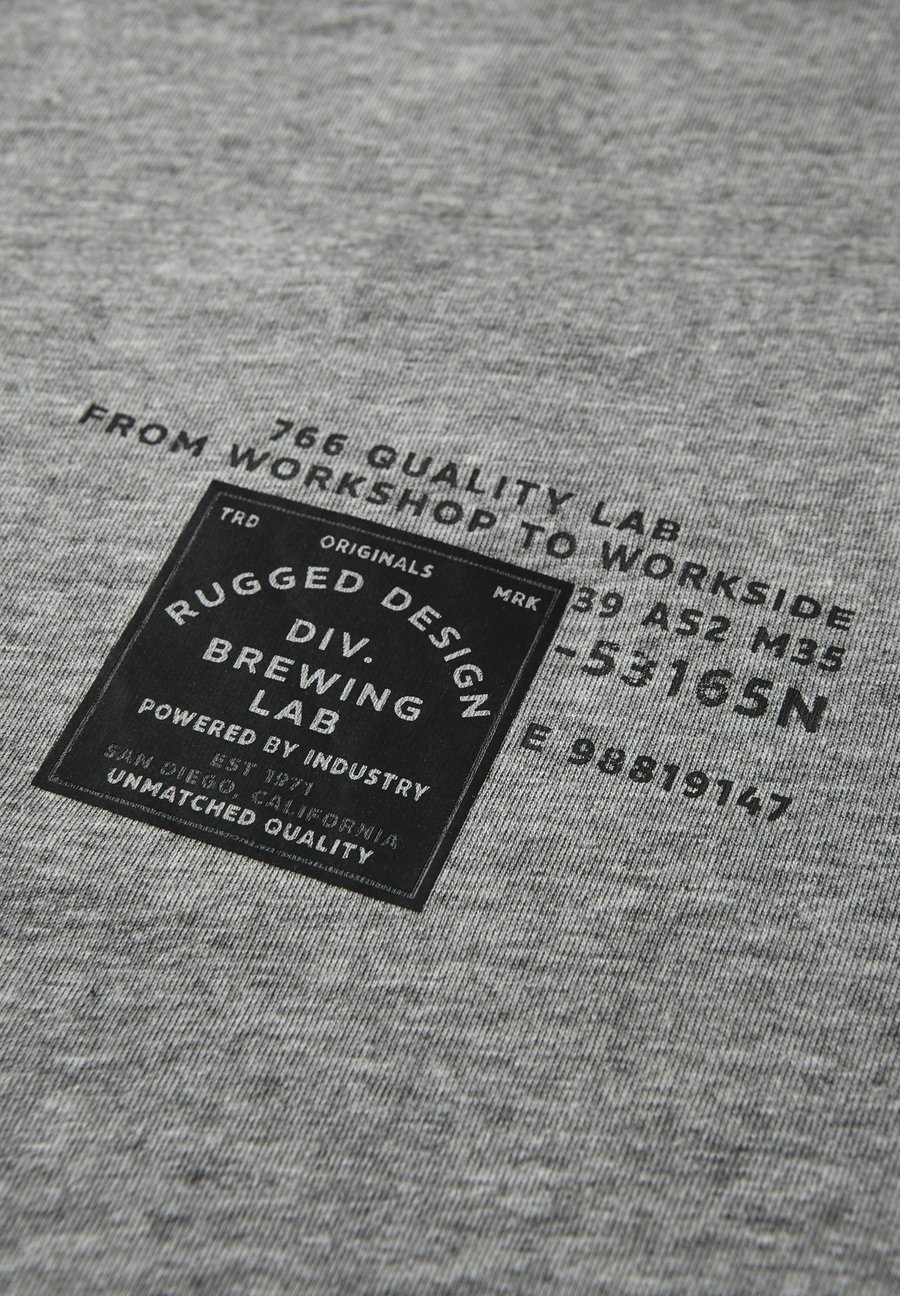 766 QUALITY LAB
FROM WORKSHOP TO WORKSIDE
39 AS2 M35
-53165N
E 98819147
TRD
ORIGINALS
MRK
RUGGED DESIGN
DIV.
BREWING
LAB
POWERED BY INDUSTRY
EST 1971
SAN DIEGO, CALIFORNIA
UNMATCHED QUALITY